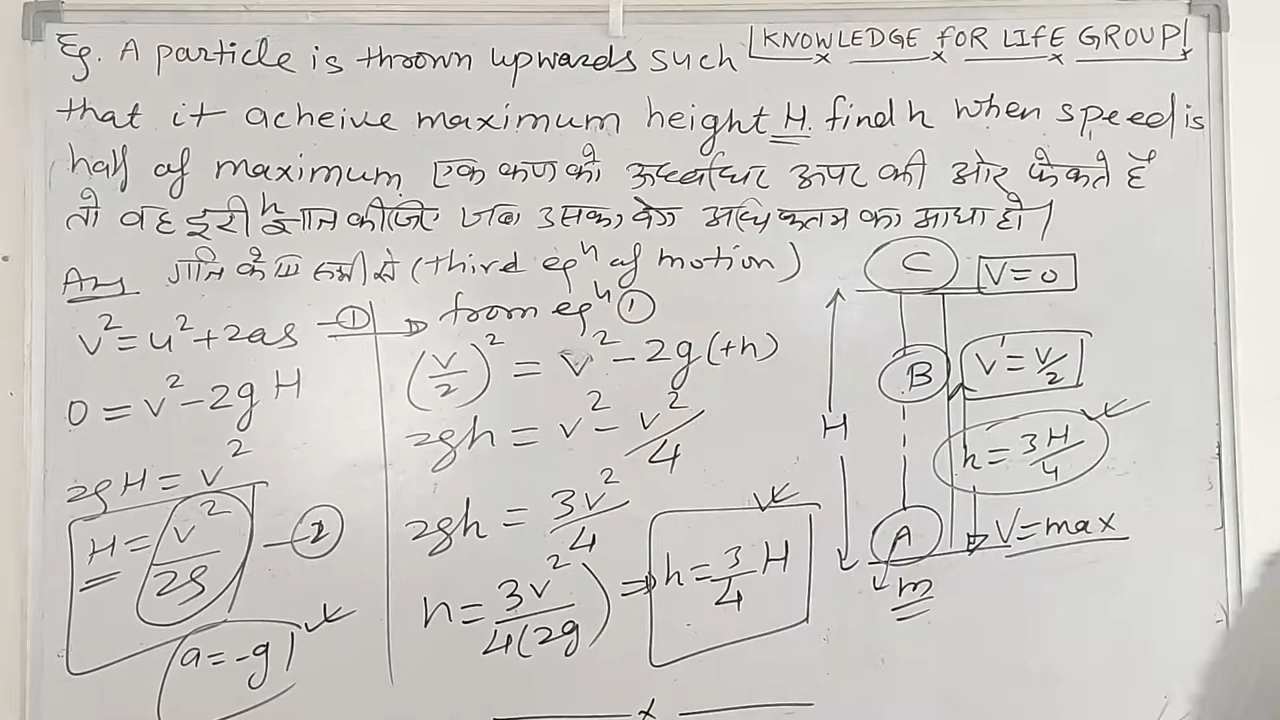 Eg. A particle is thrown upwards such
KNOWLEDGE FOR LIFE GROUP
that it acheive maximum height H. find h when speed is
half of maximum. एक कण को ऊर्ध्वाधर ऊपर की ओर फेंकते हैं
तो वह दूरी h ज्ञात कीजिए जब उसका वेग अधिकतम का आधा हो।
Ans गति के III समी से (third eqⁿ of motion)
v² = u² + 2as —①
0 = v² - 2gH
2gH = v²
H = v²/2g —②
a = -g
from eqⁿ ①
(v/2)² = v² - 2g(+h)
2gh = v² - v²/4
2gh = 3v²/4
h = 3v²/4(2g) ⇒ h = 3/4 H
C V=0
B V' = v/2
H
h = 3H/4
A V = max
m